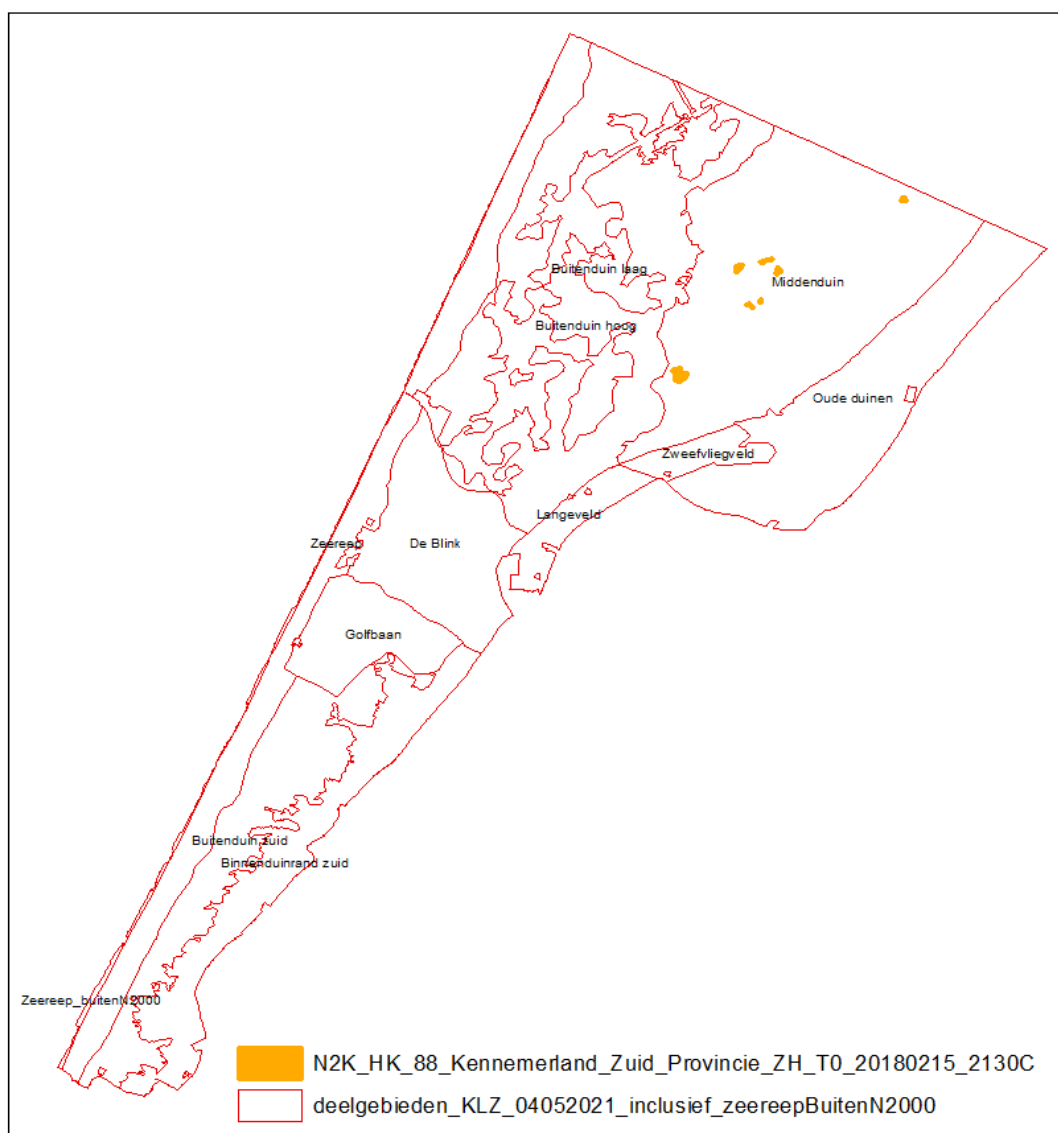 Buitenduin laag
Middenduin
Buitenduin hoog
Oude duinen
Zweefvliegveld
Langeveld
Zeereep
De Blink
Golfbaan
Buitenduin zuid
Binnenduinrand zuid
Zeereep_buitenN2000
N2K_HK_88_Kennemerland_Zuid_Provincie_ZH_T0_20180215_2130C
deelgebieden_KLZ_04052021_inclusief_zeereepBuitenN2000